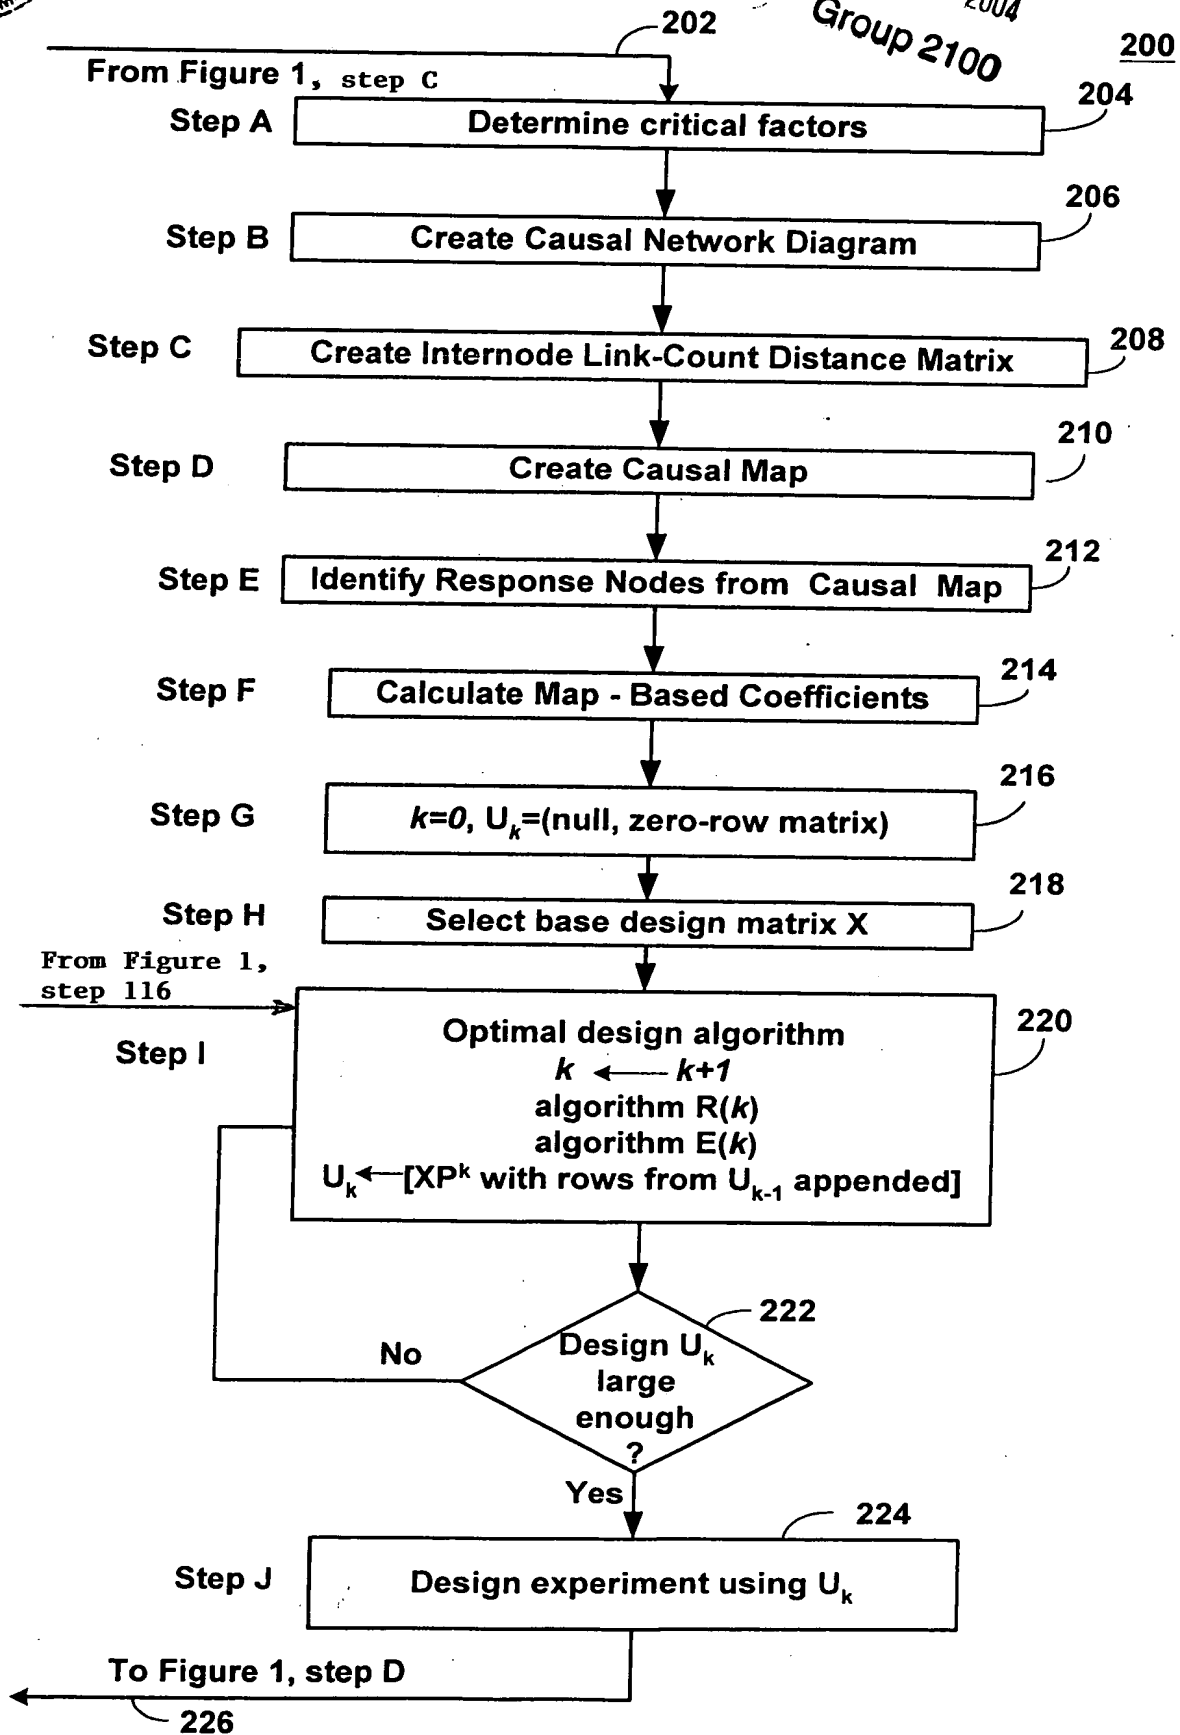 2004
Group 2100
202
200
From Figure 1, step C
204
Step A
Determine critical factors
206
Step B
Create Causal Network Diagram
Step C
Create Internode Link-Count Distance Matrix
208
210
Step D
Create Causal Map
212
Step E
Identify Response Nodes from Causal Map
214
Step F
Calculate Map - Based Coefficients
216
Step G
k=0, Uk=(null, zero-row matrix)
218
Step H
Select base design matrix X
From Figure 1,
step 116
220
Step I
Optimal design algorithm
k ← k+1
algorithm R(k)
algorithm E(k)
Uk←[XPk with rows from Uk-1 appended]
222
No
Design Uk
large
enough
?
Yes
224
Step J
Design experiment using Uk
To Figure 1, step D
226